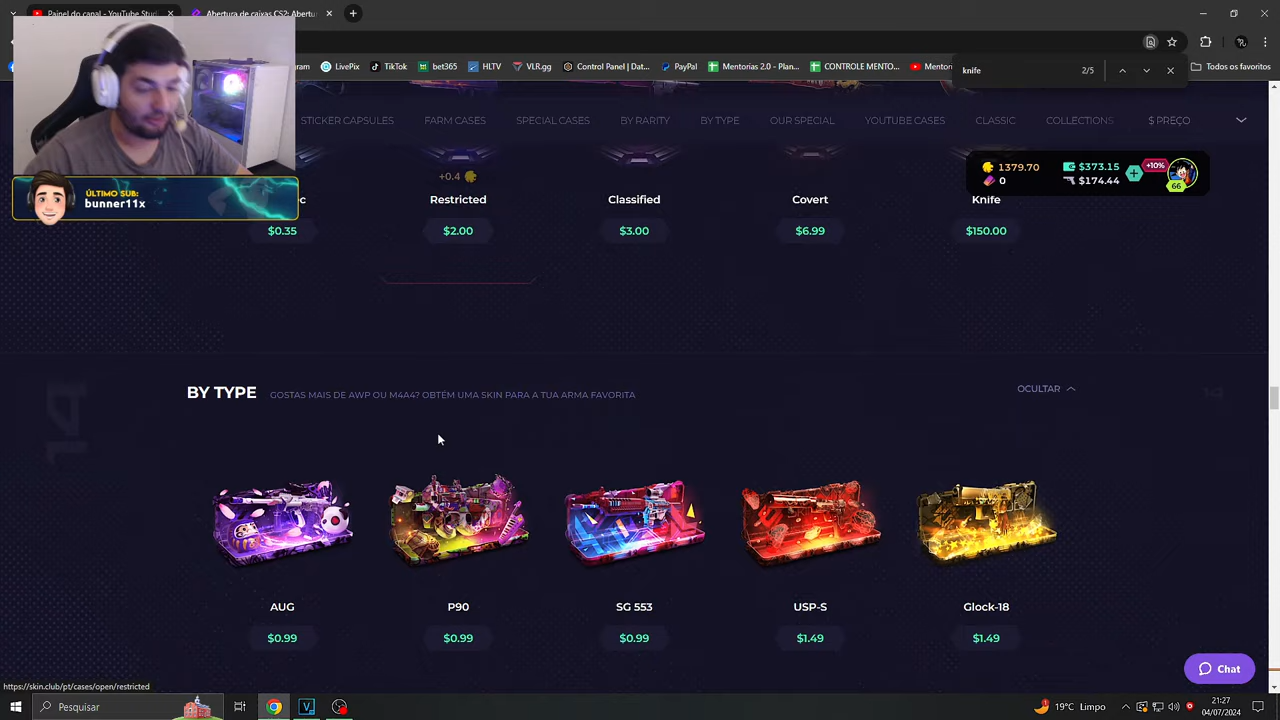 Painel do canal - YouTube Studi
Abertura de caixas CS2: Abertur
gram
LivePix
TikTok
bet365
HLTV
VLR.gg
Control Panel | Dat...
PayPal
Mentorias 2.0 - Plan...
CONTROLE MENTO...
Mentor
Todos os favoritos
knife
2/5
STICKER CAPSULES
FARM CASES
SPECIAL CASES
BY RARITY
BY TYPE
OUR SPECIAL
YOUTUBE CASES
CLASSIC
COLLECTIONS
$ PREÇO
1379.70
$373.15
+10%
0
$174.44
66
ÚLTIMO SUB:
bunner11x
+0.4
c
Restricted
Classified
Covert
Knife
$0.35
$2.00
$3.00
$6.99
$150.00
14
BY TYPE
GOSTAS MAIS DE AWP OU M4A4? OBTÉM UMA SKIN PARA A TUA ARMA FAVORITA
OCULTAR
14
AUG
P90
SG 553
USP-S
Glock-18
$0.99
$0.99
$0.99
$1.49
$1.49
Chat
https://skin.club/pt/cases/open/restricted
Pesquisar
19°C Limpo
21:27
04/07/2024